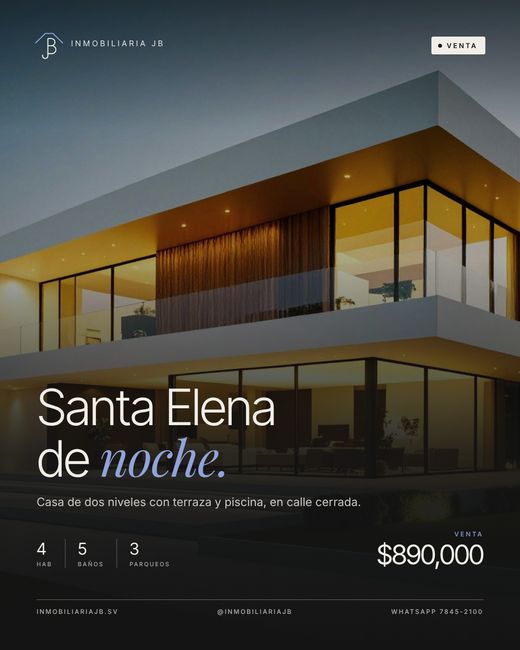 JB
INMOBILIARIA JB
VENTA
Santa Elena
de noche.
Casa de dos niveles con terraza y piscina, en calle cerrada.
4
HAB
5
BAÑOS
3
PARQUEOS
VENTA
$890,000
INMOBILIARIAJB.SV
@INMOBILIARIAJB
WHATSAPP 7845-2100